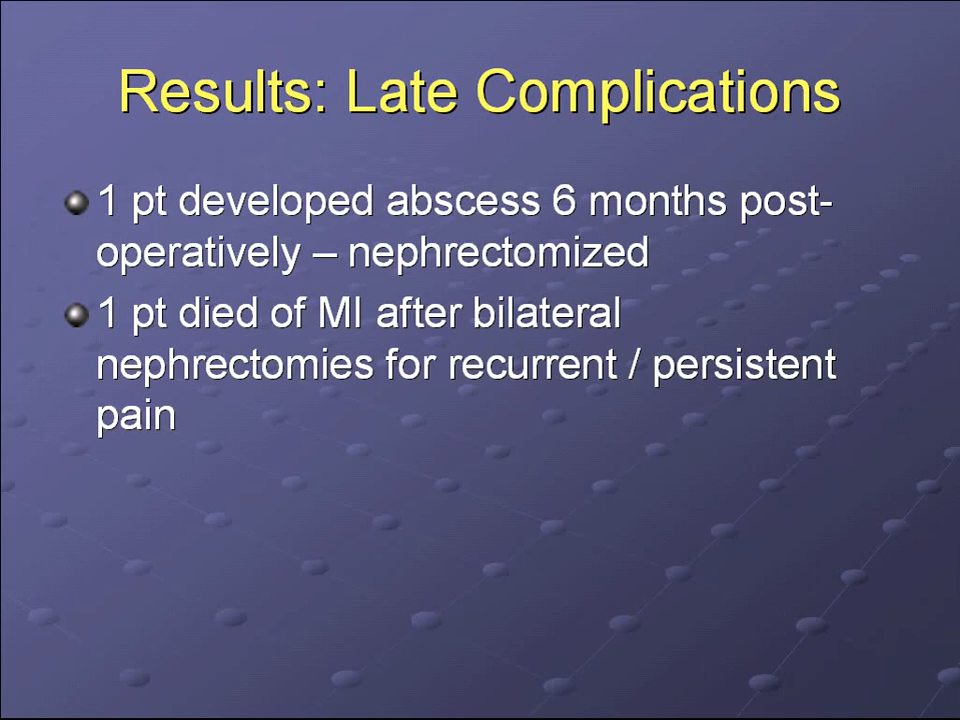 Results: Late Complications
1 pt developed abscess 6 months post-
operatively – nephrectomized
1 pt died of MI after bilateral
nephrectomies for recurrent / persistent
pain